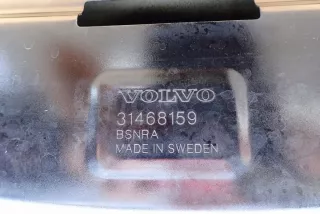 VOLVO
31468159
BSNRA
MADE IN SWEDEN